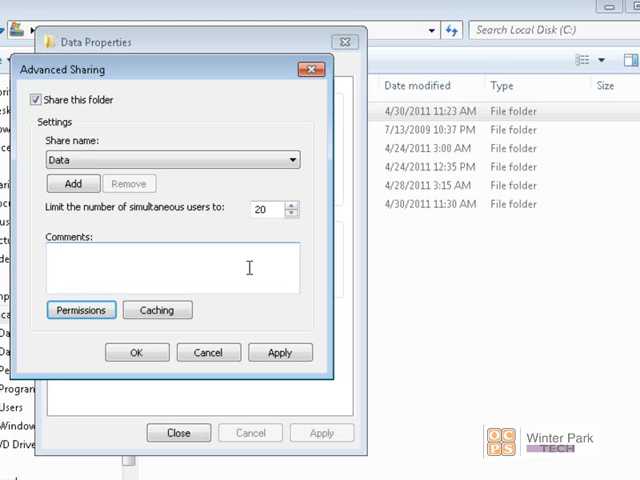 Search Local Disk (C:)
Data Properties
Advanced Sharing
Share this folder
Settings
Share name:
Data
Add
Remove
Limit the number of simultaneous users to:
20
Comments:
Permissions
Caching
OK
Cancel
Apply
Close
Cancel
Apply
Date modified
Type
Size
4/30/2011 11:23 AM
File folder
7/13/2009 10:37 PM
File folder
4/24/2011 3:00 AM
File folder
4/24/2011 12:35 PM
File folder
4/28/2011 3:15 AM
File folder
4/30/2011 11:30 AM
File folder
Program
Users
Window
VD Drive
OCPS
Winter Park
TECH